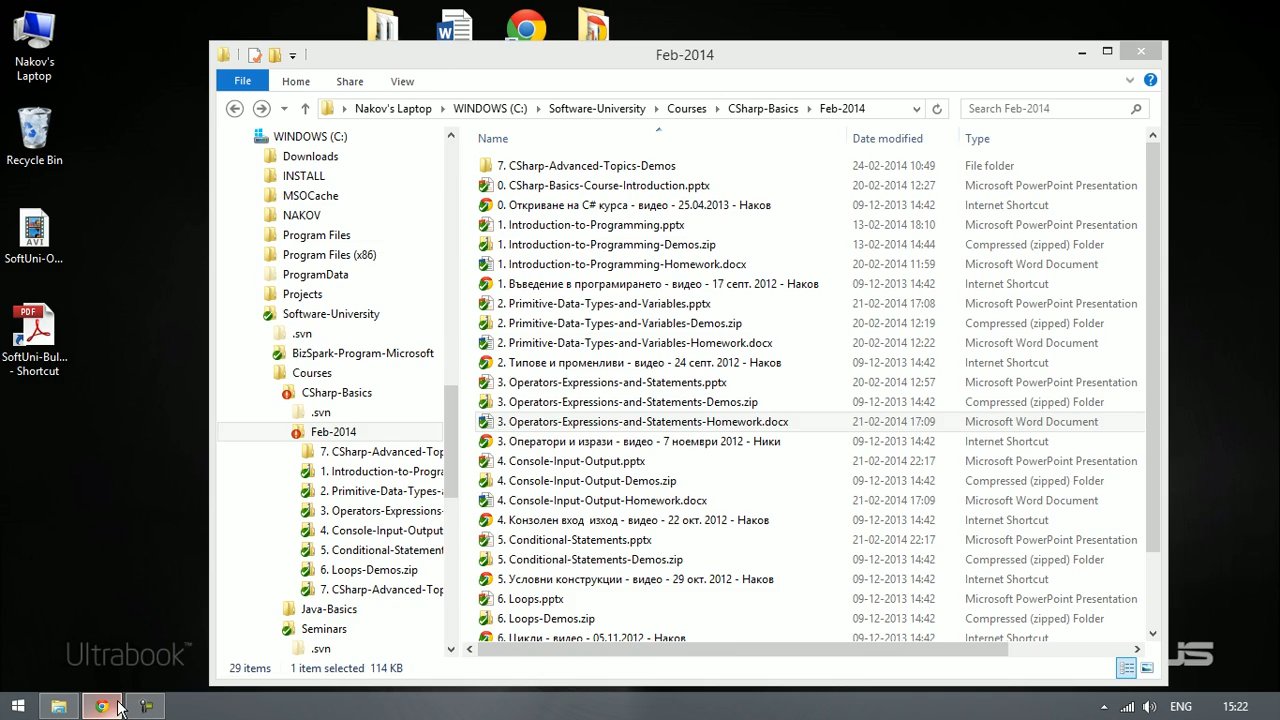 Nakov's
Laptop
Recycle Bin
SoftUni-O...
SoftUni-Bul...
- Shortcut
Feb-2014
File Home Share View
Nakov's Laptop WINDOWS (C:) Software-University Courses CSharp-Basics Feb-2014
Search Feb-2014
WINDOWS (C:)
Downloads
INSTALL
MSOCache
NAKOV
Program Files
Program Files (x86)
ProgramData
Projects
Software-University
.svn
BizSpark-Program-Microsoft
Courses
CSharp-Basics
.svn
Feb-2014
7. CSharp-Advanced-Top
1. Introduction-to-Progra
2. Primitive-Data-Types-a
3. Operators-Expressions-
4. Console-Input-Output
5. Conditional-Statement
6. Loops-Demos.zip
7. CSharp-Advanced-Top
Java-Basics
Seminars
.svn
Name Date modified Type
7. CSharp-Advanced-Topics-Demos 24-02-2014 10:49 File folder
0. CSharp-Basics-Course-Introduction.pptx 20-02-2014 12:27 Microsoft PowerPoint Presentation
0. Откриване на C# курса - видео - 25.04.2013 - Наков 09-12-2013 14:42 Internet Shortcut
1. Introduction-to-Programming.pptx 13-02-2014 18:10 Microsoft PowerPoint Presentation
1. Introduction-to-Programming-Demos.zip 13-02-2014 14:44 Compressed (zipped) Folder
1. Introduction-to-Programming-Homework.docx 20-02-2014 11:59 Microsoft Word Document
1. Въведение в програмирането - видео - 17 септ. 2012 - Наков 09-12-2013 14:42 Internet Shortcut
2. Primitive-Data-Types-and-Variables.pptx 21-02-2014 17:08 Microsoft PowerPoint Presentation
2. Primitive-Data-Types-and-Variables-Demos.zip 20-02-2014 12:19 Compressed (zipped) Folder
2. Primitive-Data-Types-and-Variables-Homework.docx 20-02-2014 12:22 Microsoft Word Document
2. Типове и променливи - видео - 24 септ. 2012 - Наков 09-12-2013 14:42 Internet Shortcut
3. Operators-Expressions-and-Statements.pptx 20-02-2014 12:57 Microsoft PowerPoint Presentation
3. Operators-Expressions-and-Statements-Demos.zip 09-12-2013 14:42 Compressed (zipped) Folder
3. Operators-Expressions-and-Statements-Homework.docx 21-02-2014 17:09 Microsoft Word Document
3. Оператори и изрази - видео - 7 ноември 2012 - Ники 09-12-2013 14:42 Internet Shortcut
4. Console-Input-Output.pptx 21-02-2014 22:17 Microsoft PowerPoint Presentation
4. Console-Input-Output-Demos.zip 09-12-2013 14:42 Compressed (zipped) Folder
4. Console-Input-Output-Homework.docx 21-02-2014 17:09 Microsoft Word Document
4. Конзолен вход изход - видео - 22 окт. 2012 - Наков 09-12-2013 14:42 Internet Shortcut
5. Conditional-Statements.pptx 21-02-2014 22:17 Microsoft PowerPoint Presentation
5. Conditional-Statements-Demos.zip 09-12-2013 14:42 Compressed (zipped) Folder
5. Условни конструкции - видео - 29 окт. 2012 - Наков 09-12-2013 14:42 Internet Shortcut
6. Loops.pptx 09-12-2013 14:42 Microsoft PowerPoint Presentation
6. Loops-Demos.zip 09-12-2013 14:42 Compressed (zipped) Folder
6. Цикли - видео - 05.11.2012 - Наков 09-12-2013 14:42 Internet Shortcut
29 items 1 item selected 114 KB
Ultrabook™
ENG 15:22